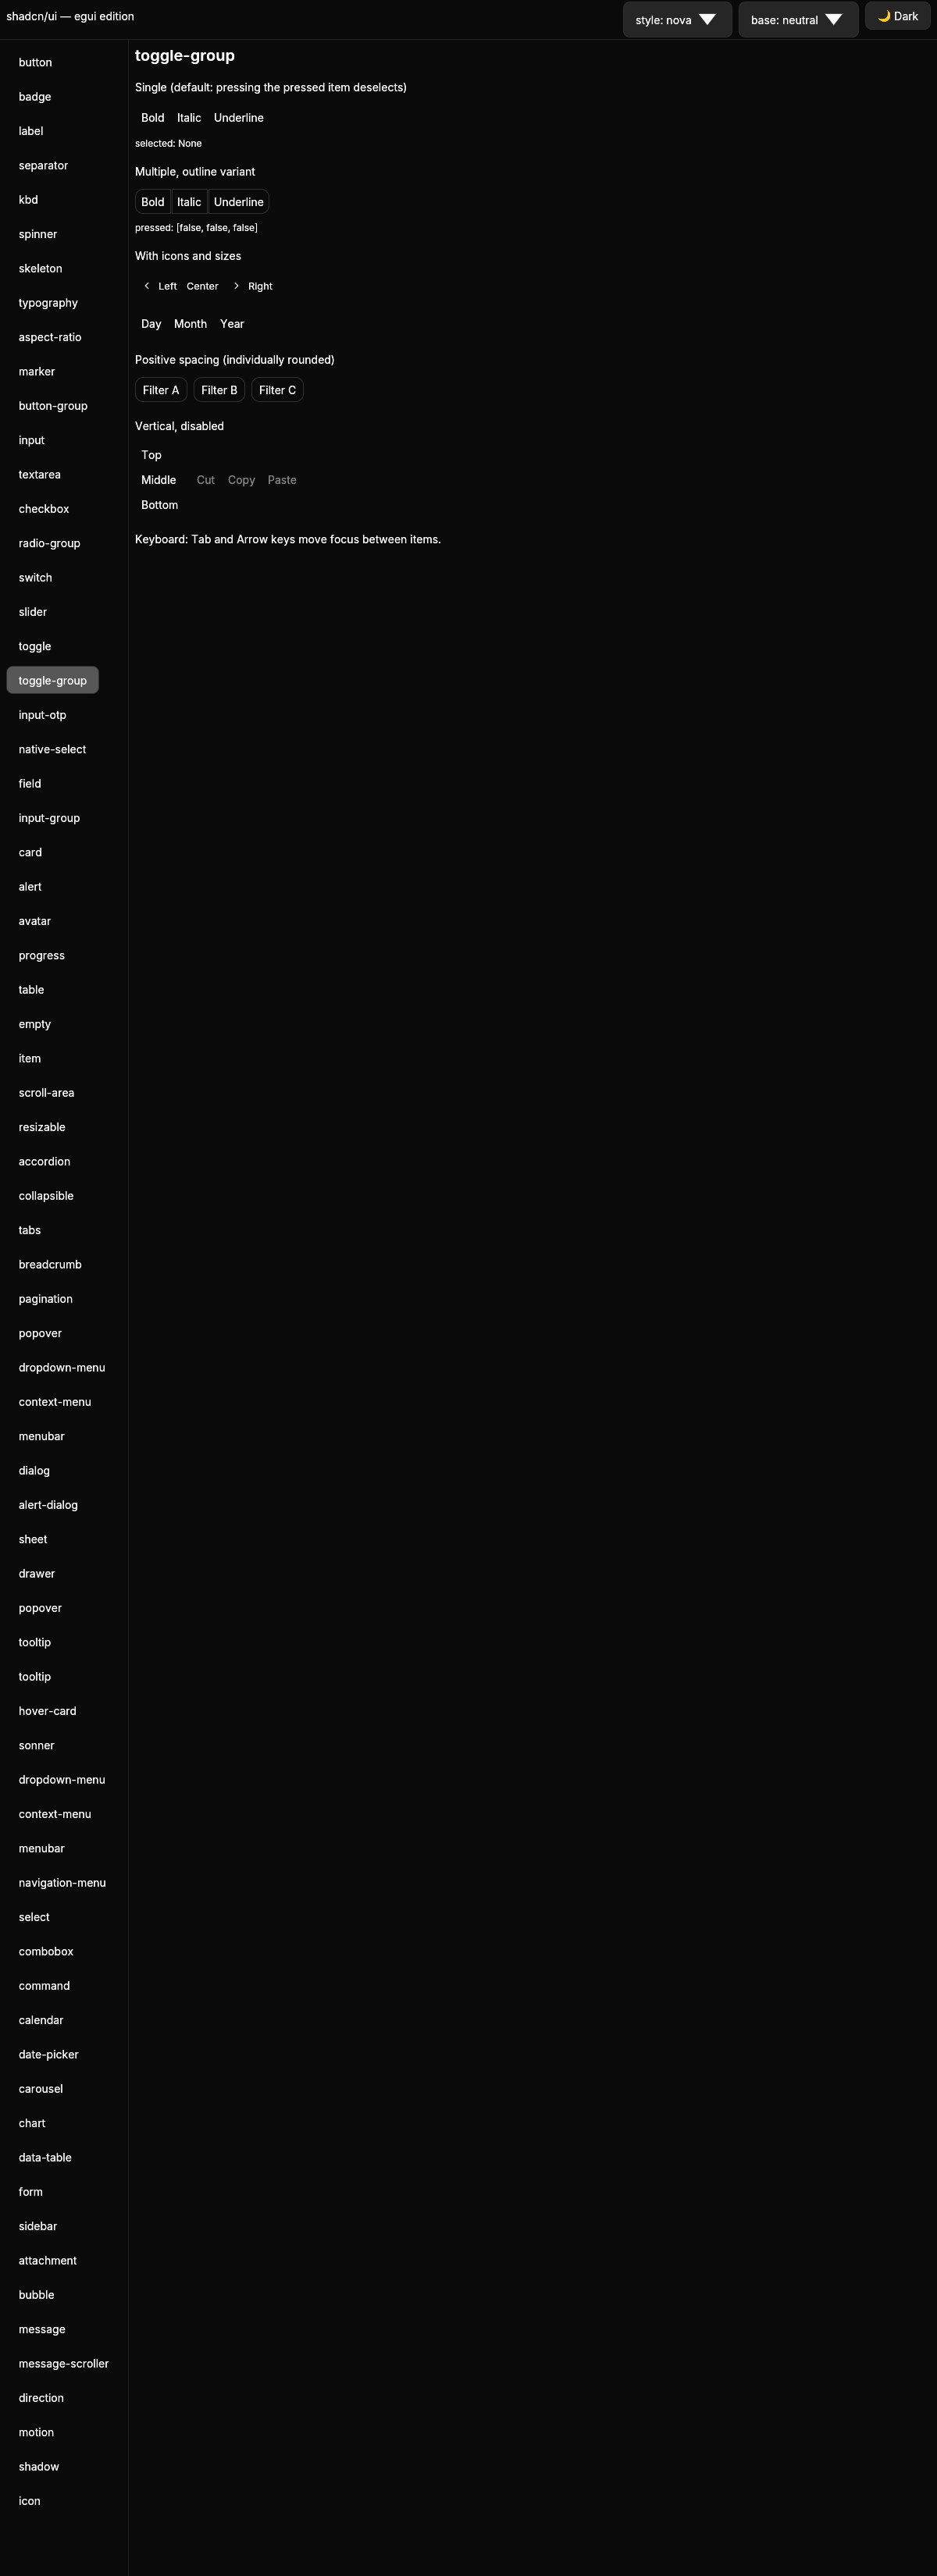 shadcn/ui — egui edition
style: nova
base: neutral
🌙 Dark
button
badge
label
separator
kbd
spinner
skeleton
typography
aspect-ratio
marker
button-group
input
textarea
checkbox
radio-group
switch
slider
toggle
toggle-group
input-otp
native-select
field
input-group
card
alert
avatar
progress
table
empty
item
scroll-area
resizable
accordion
collapsible
tabs
breadcrumb
pagination
popover
dropdown-menu
context-menu
menubar
dialog
alert-dialog
sheet
drawer
popover
tooltip
tooltip
hover-card
sonner
dropdown-menu
context-menu
menubar
navigation-menu
select
combobox
command
calendar
date-picker
carousel
chart
data-table
form
sidebar
attachment
bubble
message
message-scroller
direction
motion
shadow
icon
toggle-group
Single (default: pressing the pressed item deselects)
Bold Italic Underline
selected: None
Multiple, outline variant
Bold Italic Underline
pressed: [false, false, false]
With icons and sizes
Left Center Right
Day Month Year
Positive spacing (individually rounded)
Filter A Filter B Filter C
Vertical, disabled
Top
Middle Cut Copy Paste
Bottom
Keyboard: Tab and Arrow keys move focus between items.